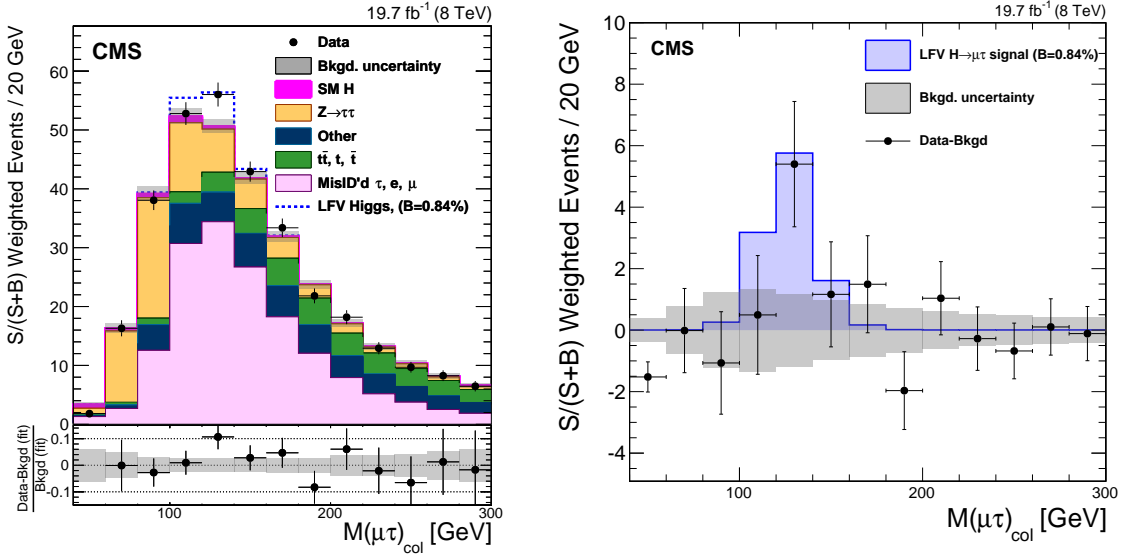 19.7 fb⁻¹ (8 TeV)
S/(S+B) Weighted Events / 20 GeV
60
50
40
30
20
10
0
CMS
Data
Bkgd. uncertainty
SM H
Z→ττ
Other
tt̄, t, t̄
MisID'd τ, e, μ
LFV Higgs, (B=0.84%)
Data-Bkgd (fit)
Bkgd (fit)
0.1
0
-0.1
100
200
300
M(μτ)col [GeV]
19.7 fb⁻¹ (8 TeV)
S/(S+B) Weighted Events / 20 GeV
10
8
6
4
2
0
-2
-4
CMS
LFV H→μτ signal (B=0.84%)
Bkgd. uncertainty
Data-Bkgd
100
200
300
M(μτ)col [GeV]